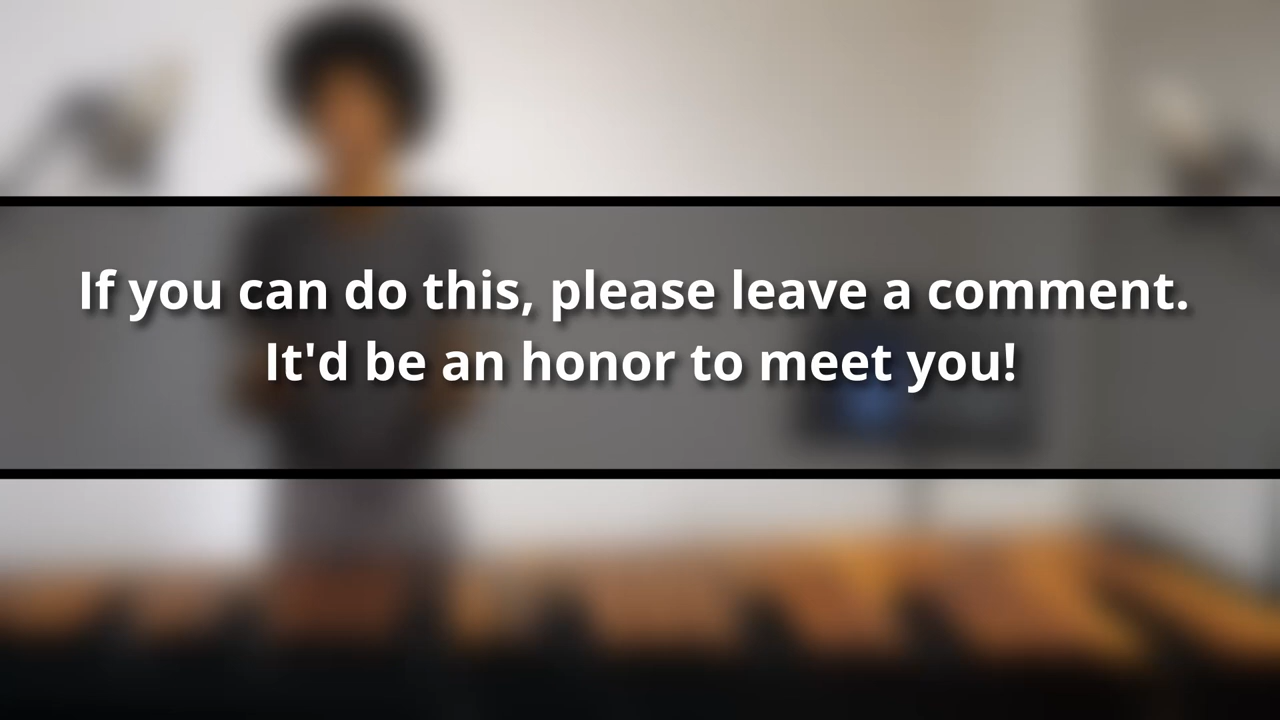 If you can do this, please leave a comment.
It'd be an honor to meet you!